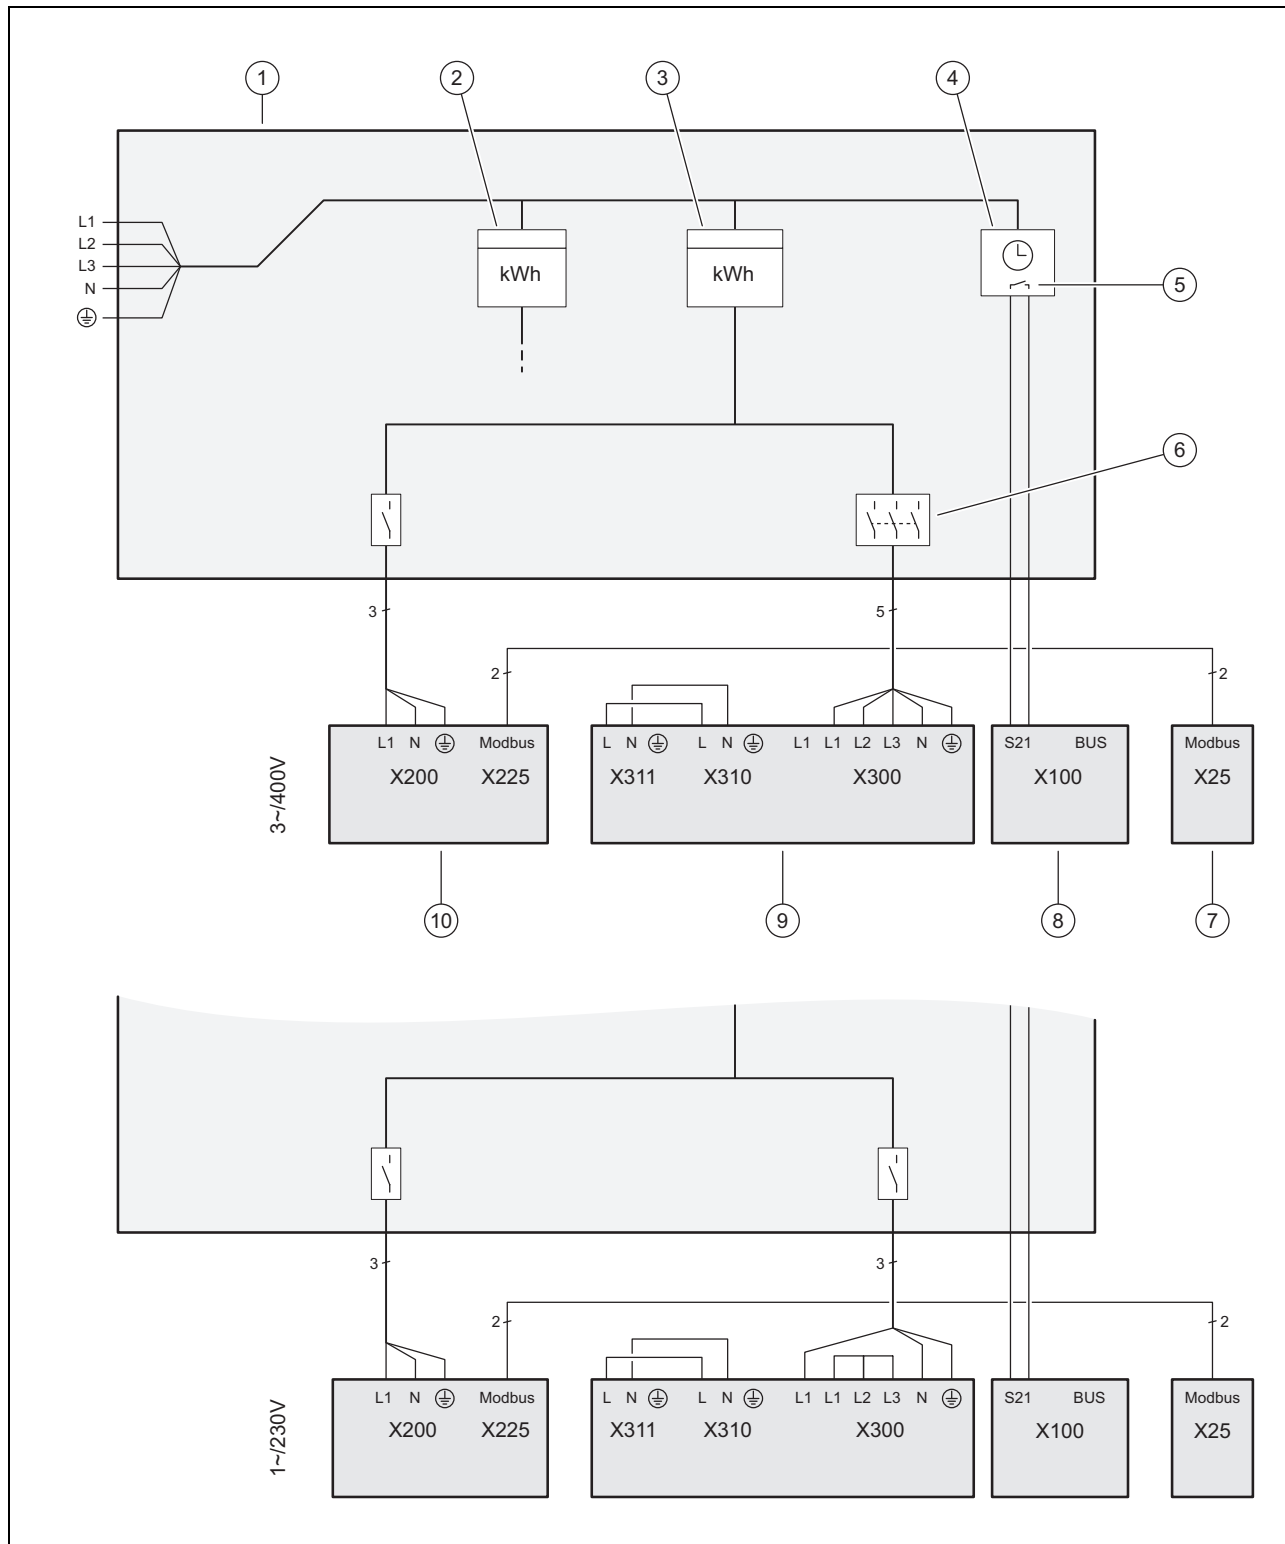 1 2 3 4
L1
L2
L3
N
kWh kWh
5
6
3 5
2 2
3~/400V
L1 N Modbus L N L N L1 L1 L2 L3 N S21 BUS Modbus
X200 X225 X311 X310 X300 X100 X25
10 9 8 7
3 3
2 2
1~/230V
L1 N Modbus L N L N L1 L1 L2 L3 N S21 BUS Modbus
X200 X225 X311 X310 X300 X100 X25